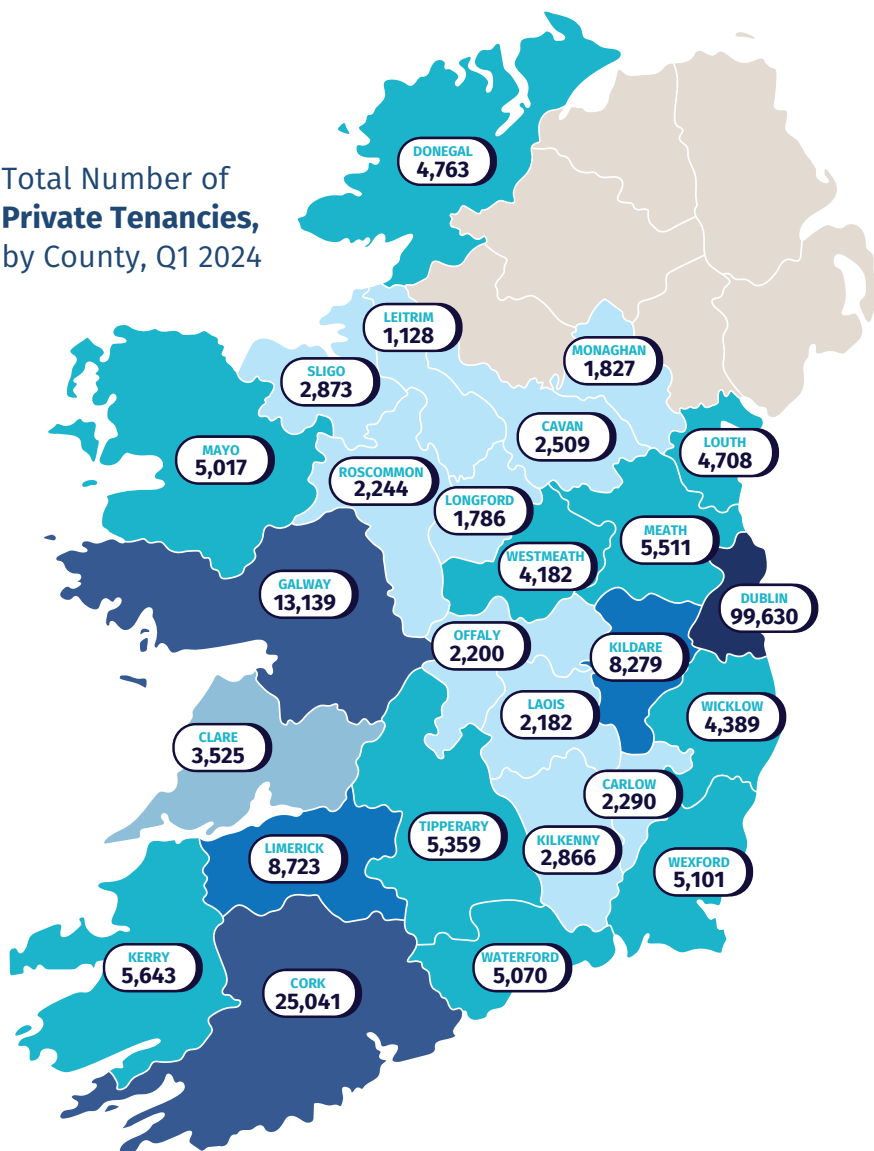 Total Number of
Private Tenancies,
by County, Q1 2024
DONEGAL
4,763
LEITRIM
1,128
MONAGHAN
1,827
SLIGO
2,873
CAVAN
2,509
LOUTH
4,708
MAYO
5,017
ROSCOMMON
2,244
LONGFORD
1,786
MEATH
5,511
WESTMEATH
4,182
GALWAY
13,139
DUBLIN
99,630
OFFALY
2,200
KILDARE
8,279
LAOIS
2,182
WICKLOW
4,389
CLARE
3,525
CARLOW
2,290
TIPPERARY
5,359
KILKENNY
2,866
LIMERICK
8,723
WEXFORD
5,101
KERRY
5,643
WATERFORD
5,070
CORK
25,041